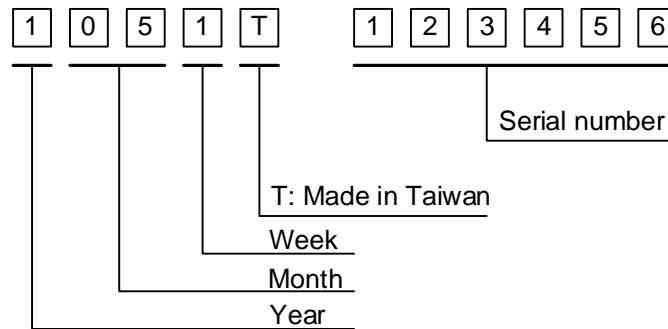 1 0 5 1 T 1 2 3 4 5 6
Serial number
T: Made in Taiwan
Week
Month
Year